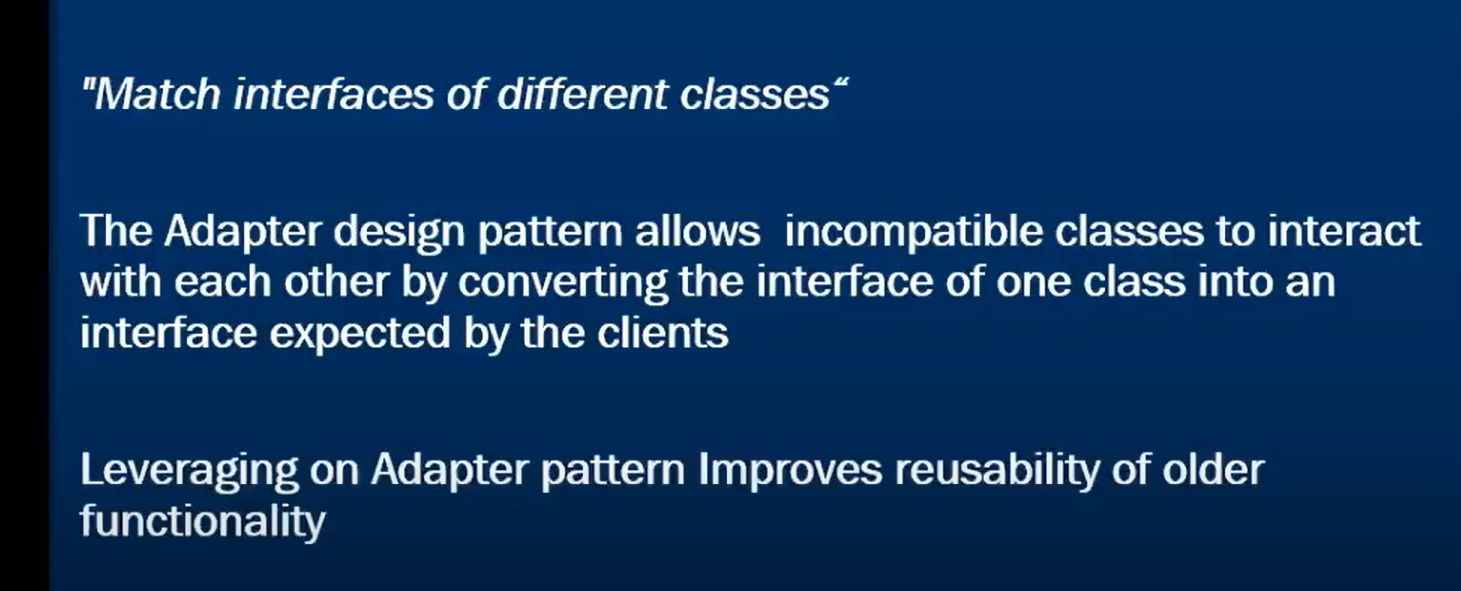 "Match interfaces of different classes“
The Adapter design pattern allows  incompatible classes to interact
with each other by converting the interface of one class into an
interface expected by the clients
Leveraging on Adapter pattern Improves reusability of older
functionality